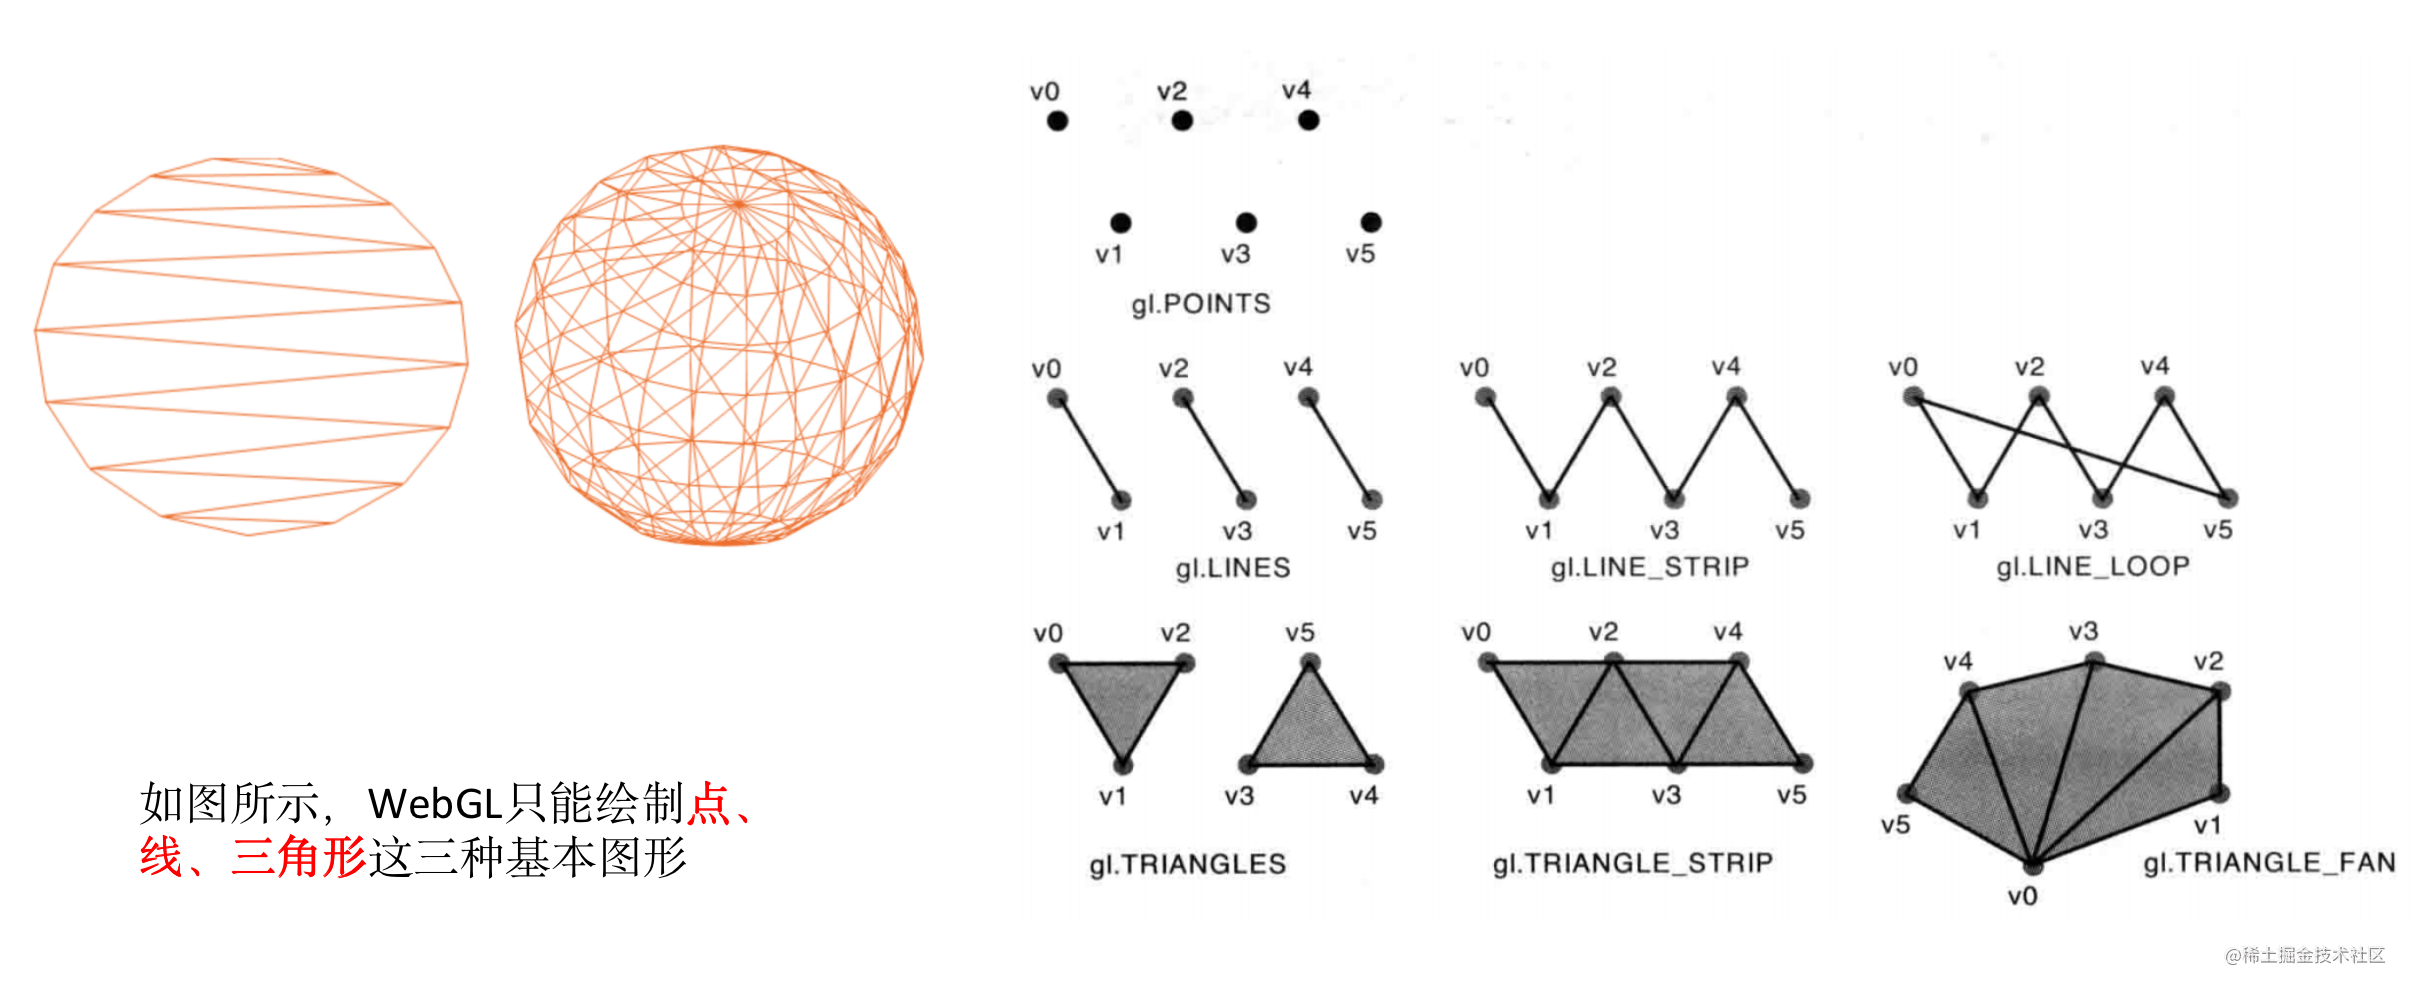 v0 v2 v4
v1 v3 v5
gl.POINTS
v0 v2 v4
v1 v3 v5
gl.LINES
v0 v2 v4
v1 v3 v5
gl.LINE_STRIP
v0 v2 v4
v1 v3 v5
gl.LINE_LOOP
v0 v2 v5
v1 v3 v4
gl.TRIANGLES
v0 v2 v4
v1 v3 v5
gl.TRIANGLE_STRIP
v3
v4 v2
v5 v1
gl.TRIANGLE_FAN
v0
如图所示，WebGL只能绘制点、
线、三角形这三种基本图形
@稀土掘金技术社区